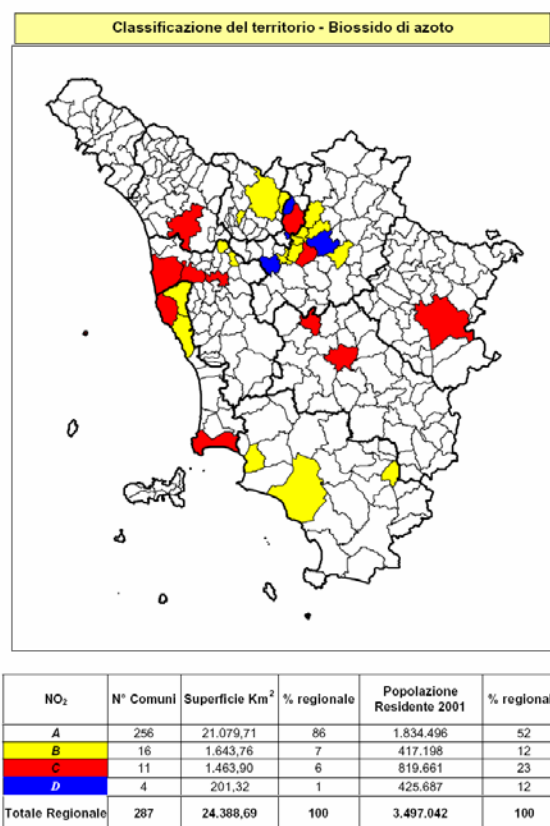 Classificazione del territorio - Biossido di azoto
NO₂ N° Comuni Superficie Km² % regionale Popolazione Residente 2001 % regional
A 256 21.079,71 86 1.834.496 52
B 16 1.643,76 7 417.198 12
C 11 1.463,90 6 819.661 23
D 4 201,32 1 425.687 12
Totale Regionale 287 24.388,69 100 3.497.042 100